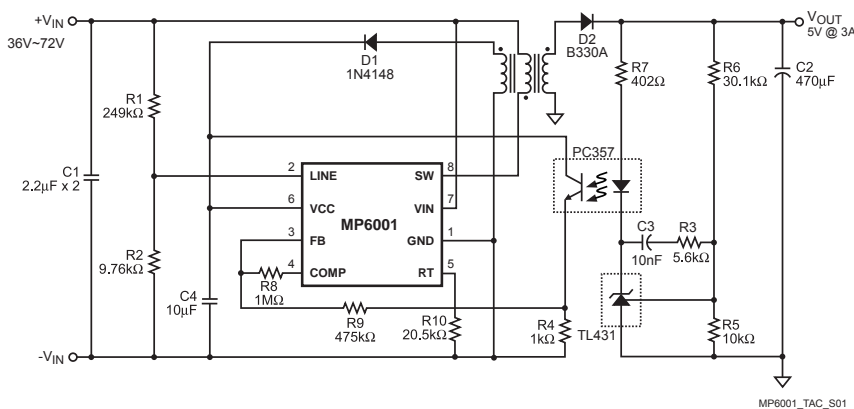 +VIN
36V~72V
D1
1N4148
D2
B330A
VOUT
5V @ 3A
R1
249kΩ
R7
402Ω
R6
30.1kΩ
C2
470µF
C1
2.2µF x 2
PC357
2
LINE
SW
8
6
VCC
VIN
7
MP6001
3
FB
GND
1
4
COMP
RT
5
R2
9.76kΩ
C3
10nF
R3
5.6kΩ
R8
1MΩ
C4
10µF
R9
475kΩ
R10
20.5kΩ
R4
1kΩ
TL431
R5
10kΩ
-VIN
MP6001_TAC_S01